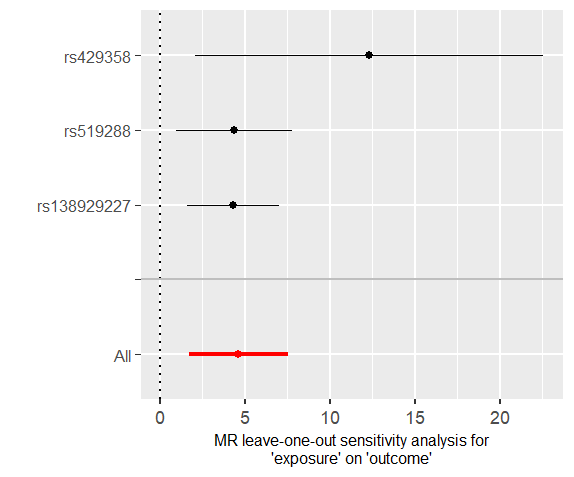 rs429358
rs519288
rs138929227
All
0 5 10 15 20
MR leave-one-out sensitivity analysis for
'exposure' on 'outcome'